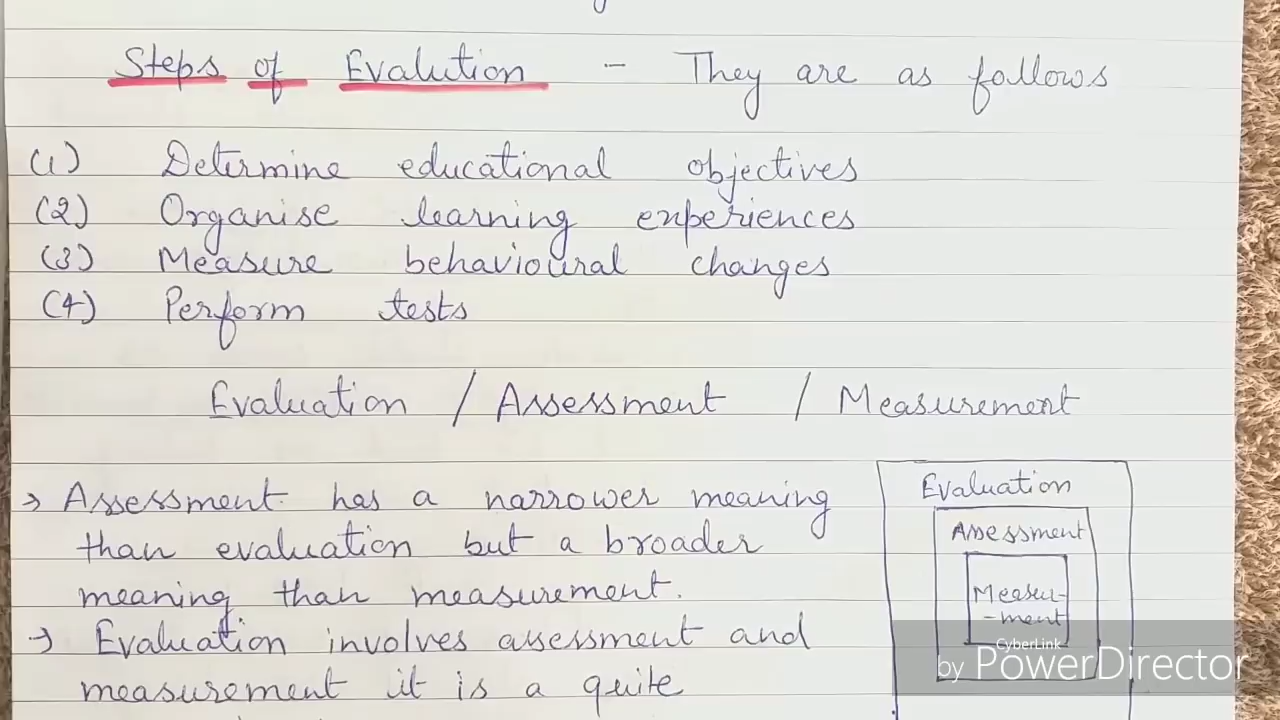 Steps of Evalution - They are as follows
(1) Determine educational objectives
(2) Organise learning experiences
(3) Measure behavioural changes
(4) Perform tests
Evaluation / Assessment / Measurement
→ Assessment has a narrower meaning
than evaluation but a broader
meaning than measurement.
→ Evaluation involves assessment and
measurement it is a quite
Evaluation
Assessment
Measur-
-ment
CyberLink
by PowerDirector